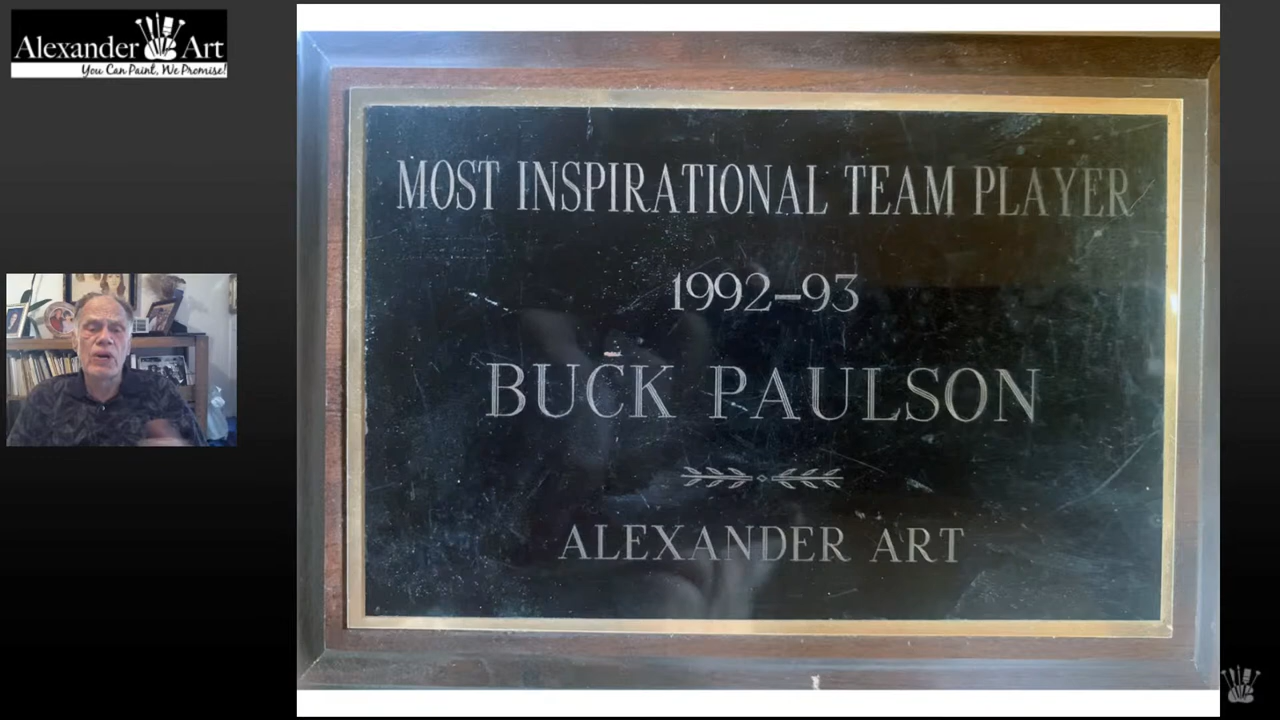 Alexander Art
You Can Paint, We Promise!
MOST INSPIRATIONAL TEAM PLAYER
1992–93
BUCK PAULSON
ALEXANDER ART